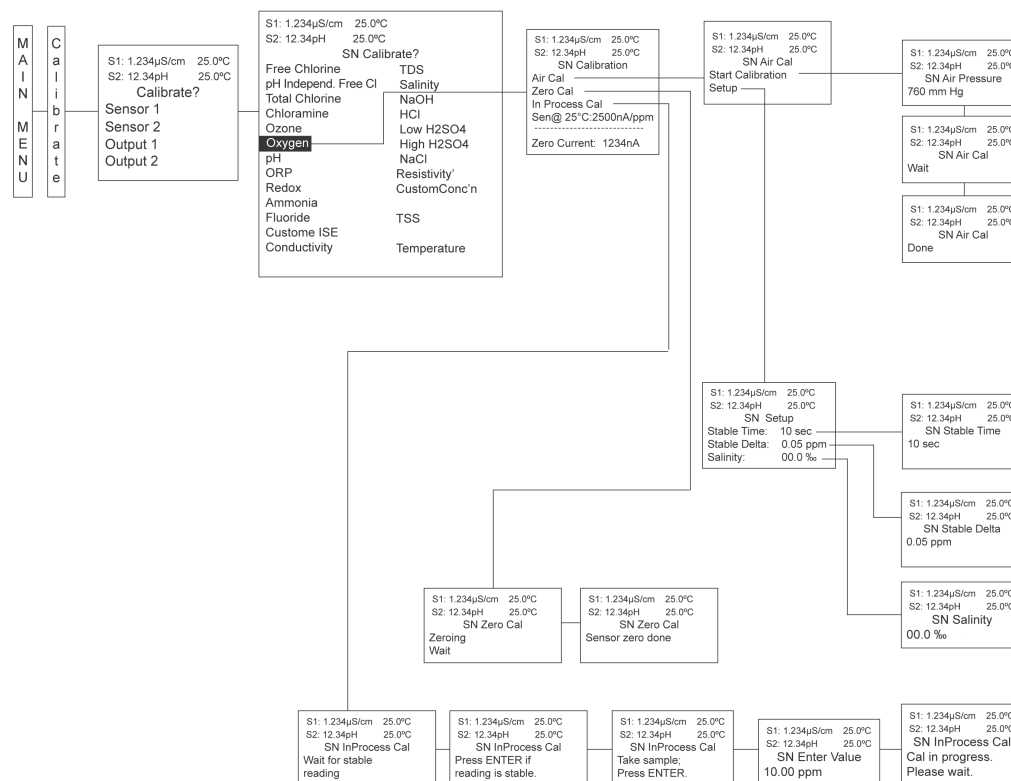 MAIN MENU
Calibrate
S1: 1.234µS/cm 25.0ºC
S2: 12.34pH 25.0ºC
Calibrate?
Sensor 1
Sensor 2
Output 1
Output 2
S1: 1.234µS/cm 25.0ºC
S2: 12.34pH 25.0ºC
SN Calibrate?
Free Chlorine TDS
pH Independ. Free Cl Salinity
Total Chlorine NaOH
Chloramine HCl
Ozone Low H2SO4
Oxygen High H2SO4
pH NaCl
ORP Resistivity'
Redox CustomConc'n
Ammonia
Fluoride TSS
Custome ISE
Conductivity Temperature
S1: 1.234µS/cm 25.0ºC
S2: 12.34pH 25.0ºC
SN Calibration
Air Cal
Zero Cal
In Process Cal
Sen@ 25°C:2500nA/ppm
-----------------------------
Zero Current: 1234nA
S1: 1.234µS/cm 25.0ºC
S2: 12.34pH 25.0ºC
SN Air Cal
Start Calibration
Setup
S1: 1.234µS/cm 25.0ºC
S2: 12.34pH 25.0ºC
SN Air Pressure
760 mm Hg
S1: 1.234µS/cm 25.0ºC
S2: 12.34pH 25.0ºC
SN Air Cal
Wait
S1: 1.234µS/cm 25.0ºC
S2: 12.34pH 25.0ºC
SN Air Cal
Done
S1: 1.234µS/cm 25.0ºC
S2: 12.34pH 25.0ºC
SN Setup
Stable Time: 10 sec
Stable Delta: 0.05 ppm
Salinity: 00.0 ‰
S1: 1.234µS/cm 25.0ºC
S2: 12.34pH 25.0ºC
SN Stable Time
10 sec
S1: 1.234µS/cm 25.0ºC
S2: 12.34pH 25.0ºC
SN Stable Delta
0.05 ppm
S1: 1.234µS/cm 25.0ºC
S2: 12.34pH 25.0ºC
SN Salinity
00.0 ‰
S1: 1.234µS/cm 25.0ºC
S2: 12.34pH 25.0ºC
SN Zero Cal
Zeroing
Wait
S1: 1.234µS/cm 25.0ºC
S2: 12.34pH 25.0ºC
SN Zero Cal
Sensor zero done
S1: 1.234µS/cm 25.0ºC
S2: 12.34pH 25.0ºC
SN InProcess Cal
Wait for stable
reading
S1: 1.234µS/cm 25.0ºC
S2: 12.34pH 25.0ºC
SN InProcess Cal
Press ENTER if
reading is stable.
S1: 1.234µS/cm 25.0ºC
S2: 12.34pH 25.0ºC
SN InProcess Cal
Take sample;
Press ENTER.
S1: 1.234µS/cm 25.0ºC
S2: 12.34pH 25.0ºC
SN Enter Value
10.00 ppm
S1: 1.234µS/cm 25.0ºC
S2: 12.34pH 25.0ºC
SN InProcess Cal
Cal in progress.
Please wait.